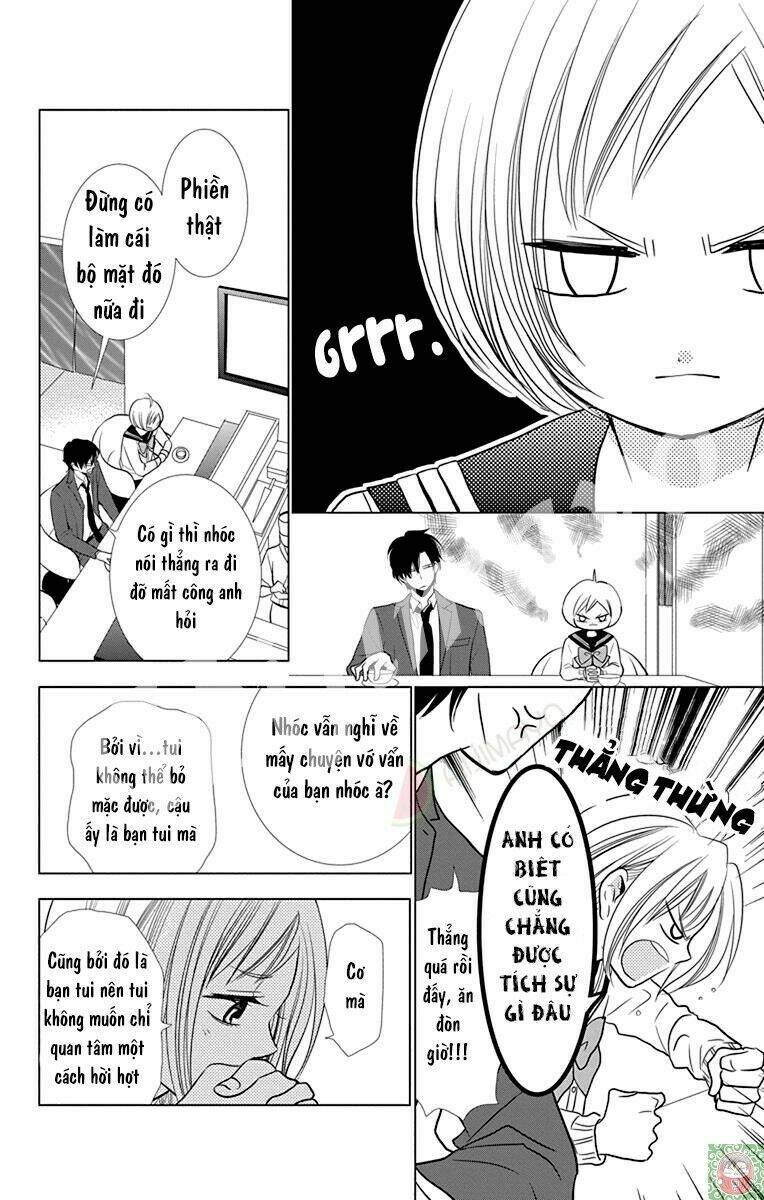 Grrr.
Phiền
thật
Đừng có
làm cái
bộ mặt đó
nữa đi
Có gì thì nhóc
nói thẳng ra đi
đỡ mất công anh
hỏi
THẲNG THỪNG
ANH CÓ
BIẾT
CŨNG
CHẲNG
ĐƯỢC
TÍCH SỰ
GÌ ĐÂU
Thẳng
quá rồi
đấy, ăn
đòn
giờ!!!
Nhóc vẫn nghĩ về
mấy chuyện vớ vẩn
của bạn nhóc à?
Bởi vì...tui
không thể bỏ
mặc được, cậu
ấy là bạn tui mà
Cơ
mà
Cũng bởi đó là
bạn tui nên tui
không muốn chỉ
quan tâm một
cách hời hợt